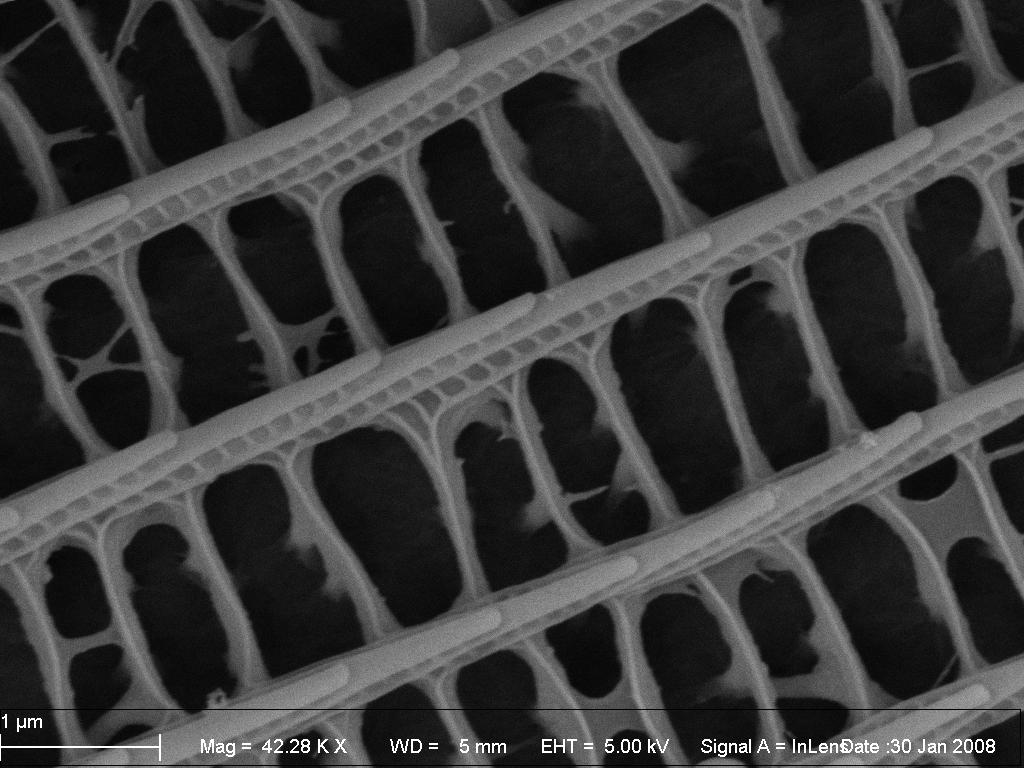 1 µm
Mag = 42.28 K X WD = 5 mm EHT = 5.00 kV Signal A = InLens Date :30 Jan 2008